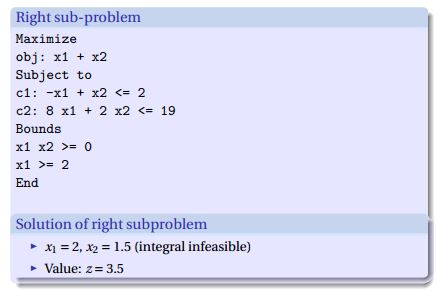 Right sub-problem
Maximize
obj: x1 + x2
Subject to
c1: -x1 + x2 <= 2
c2: 8 x1 + 2 x2 <= 19
Bounds
x1 x2 >= 0
x1 >= 2
End
Solution of right subproblem
► x₁ = 2, x₂ = 1.5 (integral infeasible)
► Value: z = 3.5